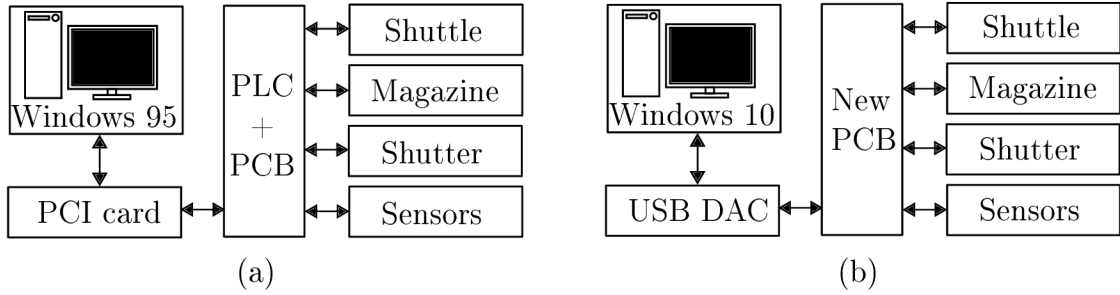 Windows 95
PCI card
PLC
+
PCB
Shuttle
Magazine
Shutter
Sensors
(a)
Windows 10
USB DAC
New
PCB
Shuttle
Magazine
Shutter
Sensors
(b)